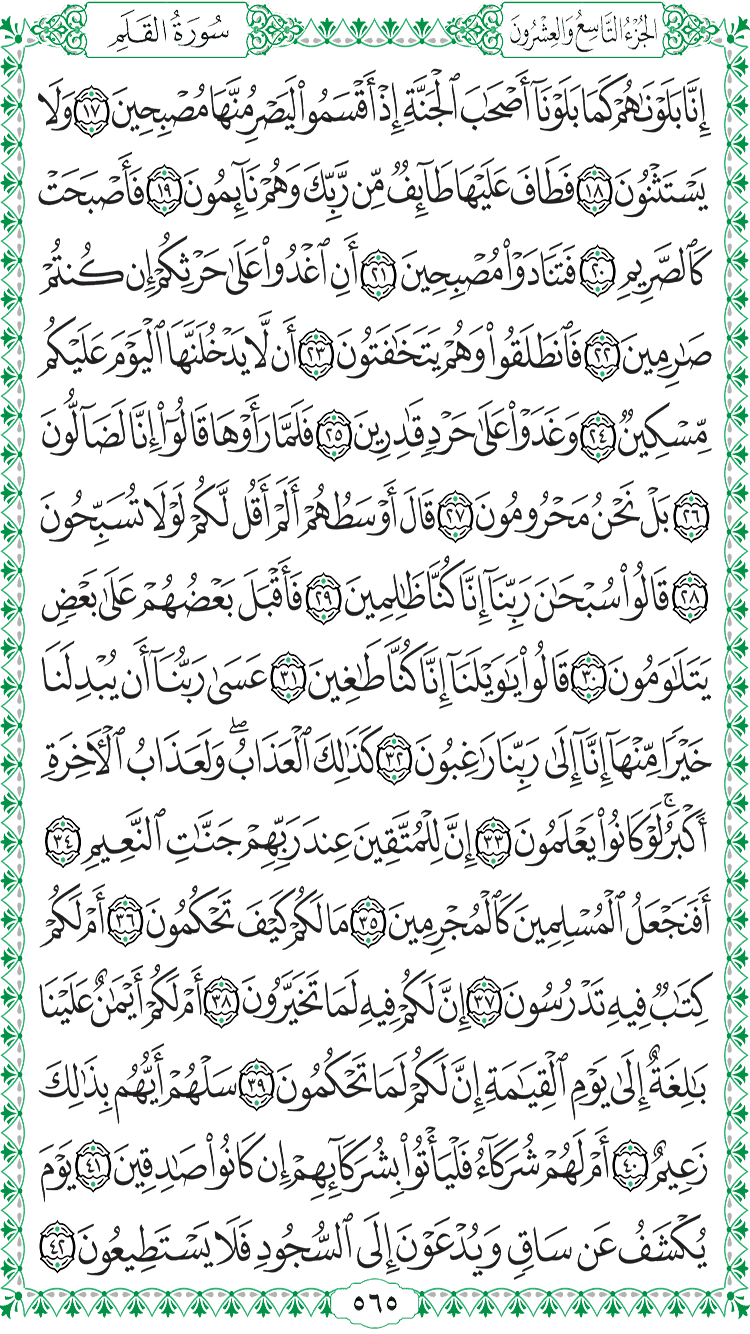 الجُزْءُ التَّاسِعُ وَالعِشْرُونَ
سُورَةُ القَلَمِ
إِنَّا بَلَوْنَٰهُمْ كَمَا بَلَوْنَآ أَصْحَٰبَ ٱلْجَنَّةِ إِذْ أَقْسَمُوا۟ لَيَصْرِمُنَّهَا مُصْبِحِينَ ١٧ وَلَا
يَسْتَثْنُونَ ١٨ فَطَافَ عَلَيْهَا طَآئِفٌ مِّن رَّبِّكَ وَهُمْ نَآئِمُونَ ١٩ فَأَصْبَحَتْ
كَٱلصَّرِيمِ ٢٠ فَتَنَادَوْا۟ مُصْبِحِينَ ٢١ أَنِ ٱغْدُوا۟ عَلَىٰ حَرْثِكُمْ إِن كُنتُمْ
صَٰرِمِينَ ٢٢ فَٱنطَلَقُوا۟ وَهُمْ يَتَخَٰفَتُونَ ٢٣ أَن لَّا يَدْخُلَنَّهَا ٱلْيَوْمَ عَلَيْكُم
مِّسْكِينٌ ٢٤ وَغَدَوْا۟ عَلَىٰ حَرْدٍ قَٰدِرِينَ ٢٥ فَلَمَّا رَأَوْهَا قَالُوٓا۟ إِنَّا لَضَآلُّونَ
٢٦ بَلْ نَحْنُ مَحْرُومُونَ ٢٧ قَالَ أَوْسَطُهُمْ أَلَمْ أَقُل لَّكُمْ لَوْلَا تُسَبِّحُونَ
٢٨ قَالُوا۟ سُبْحَٰنَ رَبِّنَآ إِنَّا كُنَّا ظَٰلِمِينَ ٢٩ فَأَقْبَلَ بَعْضُهُمْ عَلَىٰ بَعْضٍ
يَتَلَٰوَمُونَ ٣٠ قَالُوا۟ يَٰوَيْلَنَآ إِنَّا كُنَّا طَٰغِينَ ٣١ عَسَىٰ رَبُّنَآ أَن يُبْدِلَنَا
خَيْرًا مِّنْهَآ إِنَّآ إِلَىٰ رَبِّنَا رَٰغِبُونَ ٣٢ كَذَٰلِكَ ٱلْعَذَابُ ۖ وَلَعَذَابُ ٱلْءَاخِرَةِ
أَكْبَرُ ۚ لَوْ كَانُوا۟ يَعْلَمُونَ ٣٣ إِنَّ لِلْمُتَّقِينَ عِندَ رَبِّهِمْ جَنَّٰتِ ٱلنَّعِيمِ ٣٤
أَفَنَجْعَلُ ٱلْمُسْلِمِينَ كَٱلْمُجْرِمِينَ ٣٥ مَا لَكُمْ كَيْفَ تَحْكُمُونَ ٣٦ أَمْ لَكُمْ
كِتَٰبٌ فِيهِ تَدْرُسُونَ ٣٧ إِنَّ لَكُمْ فِيهِ لَمَا تَخَيَّرُونَ ٣٨ أَمْ لَكُمْ أَيْمَٰنٌ عَلَيْنَا
بَٰلِغَةٌ إِلَىٰ يَوْمِ ٱلْقِيَٰمَةِ إِنَّ لَكُمْ لَمَا تَحْكُمُونَ ٣٩ سَلْهُمْ أَيُّهُم بِذَٰلِكَ
زَعِيمٌ ٤٠ أَمْ لَهُمْ شُرَكَآءُ فَلْيَأْتُوا۟ بِشُرَكَآئِهِمْ إِن كَانُوا۟ صَٰدِقِينَ ٤١ يَوْمَ
يُكْشَفُ عَن سَاقٍ وَيُدْعَوْنَ إِلَى ٱلسُّجُودِ فَلَا يَسْتَطِيعُونَ ٤٢
٥٦٥